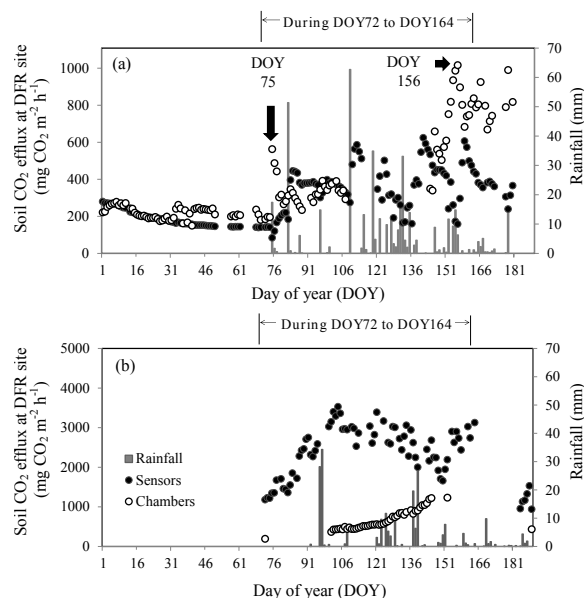 During DOY72 to DOY164
(a)
DOY
75
DOY
156
Soil CO2 efflux at DFR site
(mg CO2 m-2 h-1)
1000
800
600
400
200
0
70
60
50
40
30
20
10
0
Rainfall (mm)
1 16 31 46 61 76 91 106 121 136 151 166 181
Day of year (DOY)
During DOY72 to DOY164
(b)
Soil CO2 efflux at DFR site
(mg CO2 m-2 h-1)
5000
4000
3000
2000
1000
0
Rainfall
Sensors
Chambers
70
60
50
40
30
20
10
0
Rainfall (mm)
1 16 31 46 61 76 91 106 121 136 151 166 181
Day of year (DOY)